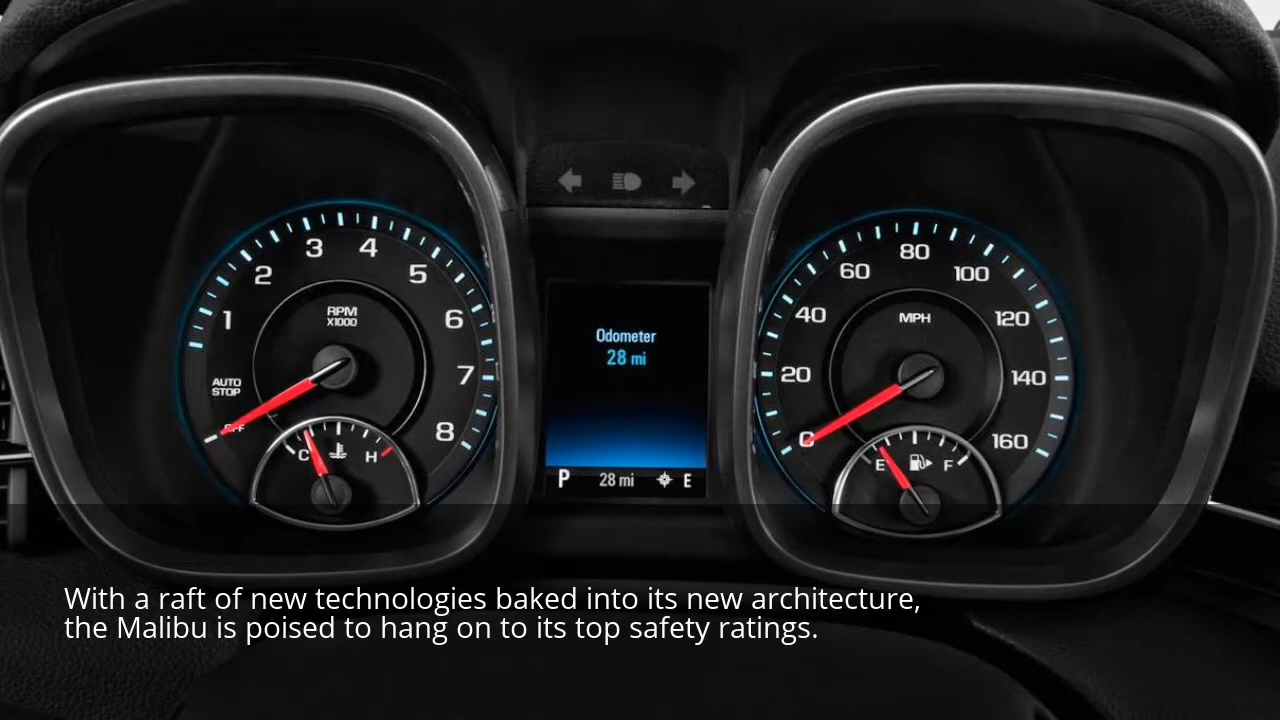 3 4
2 5
1 RPM 6
X1000
AUTO 7
STOP
OFF 8
C H
Odometer
28 mi
P 28 mi E
80
60 100
40 MPH 120
20 140
0 160
E F
With a raft of new technologies baked into its new architecture,
the Malibu is poised to hang on to its top safety ratings.